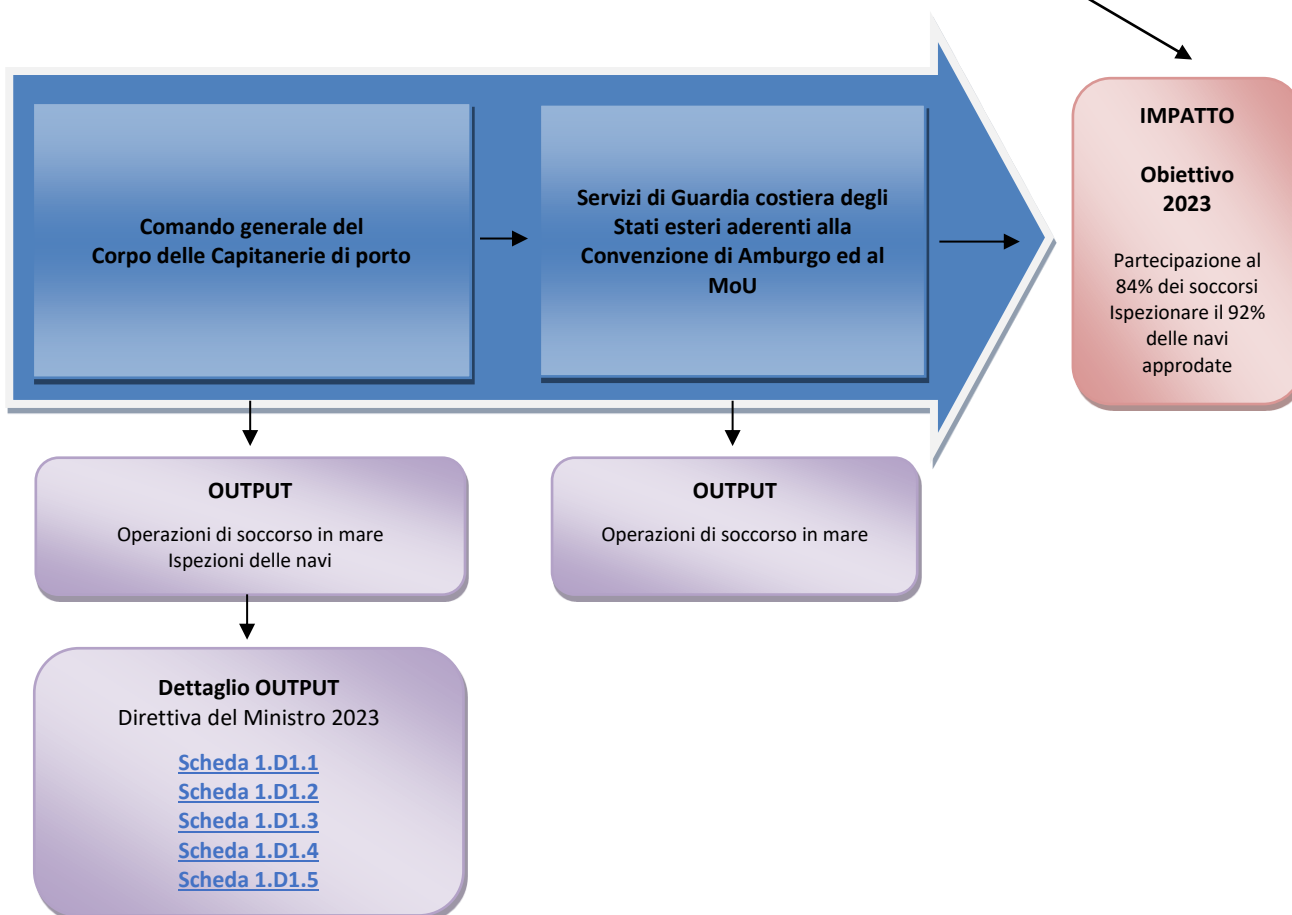 Comando generale del
Corpo delle Capitanerie di porto
Servizi di Guardia costiera degli
Stati esteri aderenti alla
Convenzione di Amburgo ed al
MoU
IMPATTO
Obiettivo
2023
Partecipazione al
84% dei soccorsi
Ispezionare il 92%
delle navi
approdate
OUTPUT
Operazioni di soccorso in mare
Ispezioni delle navi
OUTPUT
Operazioni di soccorso in mare
Dettaglio OUTPUT
Direttiva del Ministro 2023
Scheda 1.D1.1
Scheda 1.D1.2
Scheda 1.D1.3
Scheda 1.D1.4
Scheda 1.D1.5